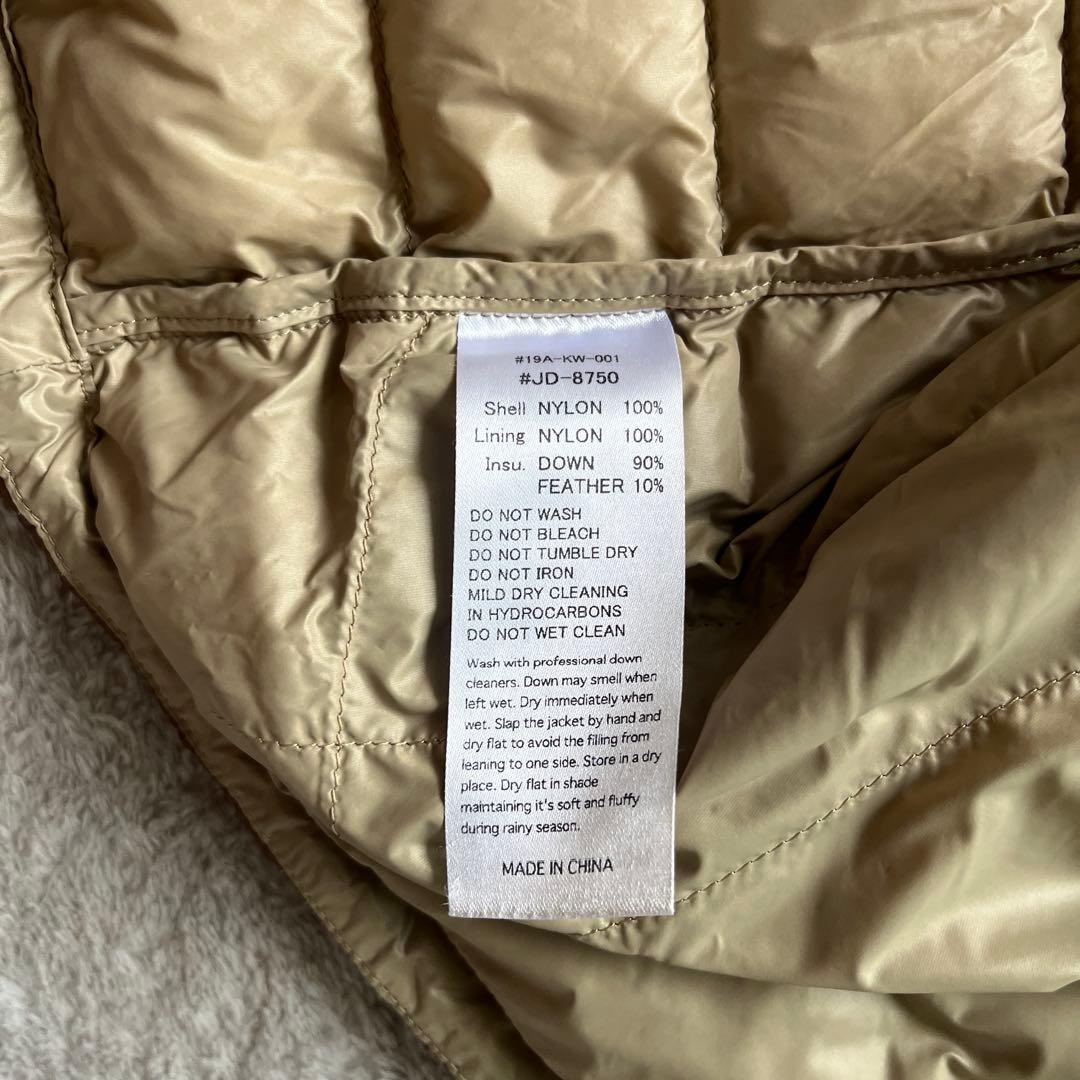 #19A-KW-001
#JD-8750
Shell NYLON 100%
Lining NYLON 100%
Insu. DOWN 90%
FEATHER 10%
DO NOT WASH
DO NOT BLEACH
DO NOT TUMBLE DRY
DO NOT IRON
MILD DRY CLEANING
IN HYDROCARBONS
DO NOT WET CLEAN
Wash with professional down
cleaners. Down may smell when
left wet. Dry immediately when
wet. Slap the jacket by hand and
dry flat to avoid the filling from
leaning to one side. Store in a dry
place. Dry flat in shade
maintaining it's soft and fluffy
during rainy season.
MADE IN CHINA